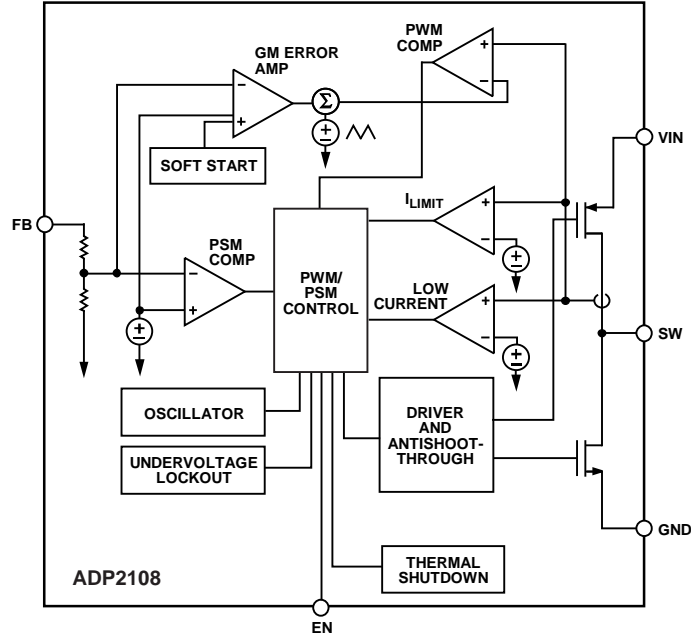 PWM
COMP
GM ERROR
AMP
+
−
−
+
Σ
+
−
SOFT START
VIN
FB
ILIMIT
+
−
+
−
PSM
COMP
−
+
PWM/
PSM
CONTROL
LOW
CURRENT
+
−
+
−
+
−
SW
OSCILLATOR
DRIVER
AND
ANTISHOOT-
THROUGH
UNDERVOLTAGE
LOCKOUT
GND
THERMAL
SHUTDOWN
ADP2108
EN